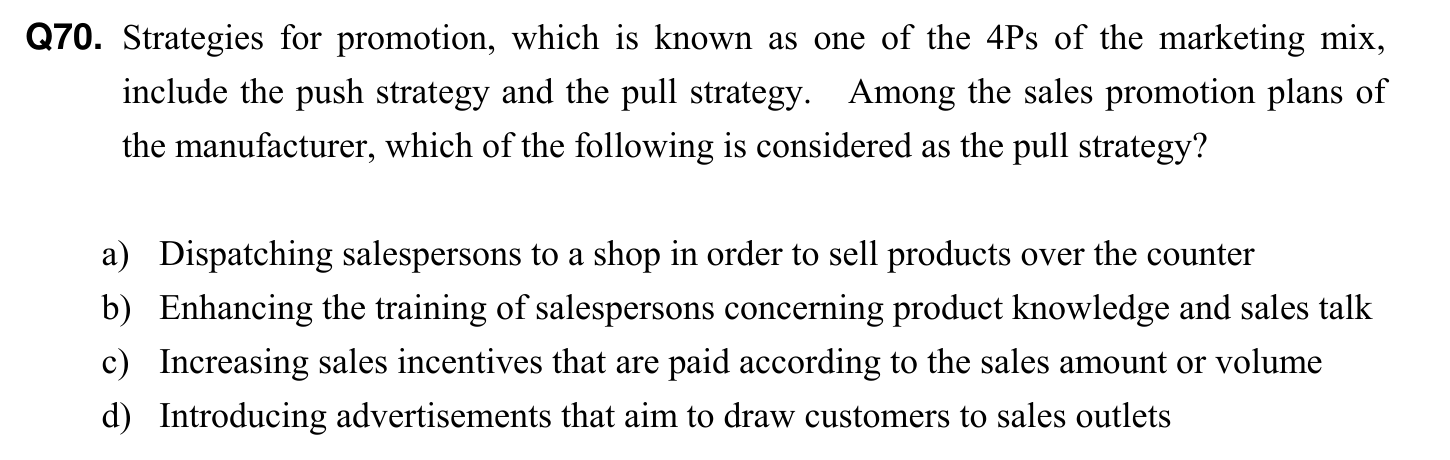 Q70. Strategies for promotion, which is known as one of the 4Ps of the marketing mix,
include the push strategy and the pull strategy. Among the sales promotion plans of
the manufacturer, which of the following is considered as the pull strategy?
a) Dispatching salespersons to a shop in order to sell products over the counter
b) Enhancing the training of salespersons concerning product knowledge and sales talk
c) Increasing sales incentives that are paid according to the sales amount or volume
d) Introducing advertisements that aim to draw customers to sales outlets